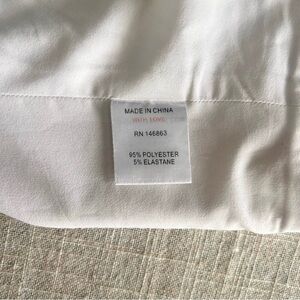 MADE IN CHINA
WITH LOVE
RN 146863
95% POLYESTER
5% ELASTANE